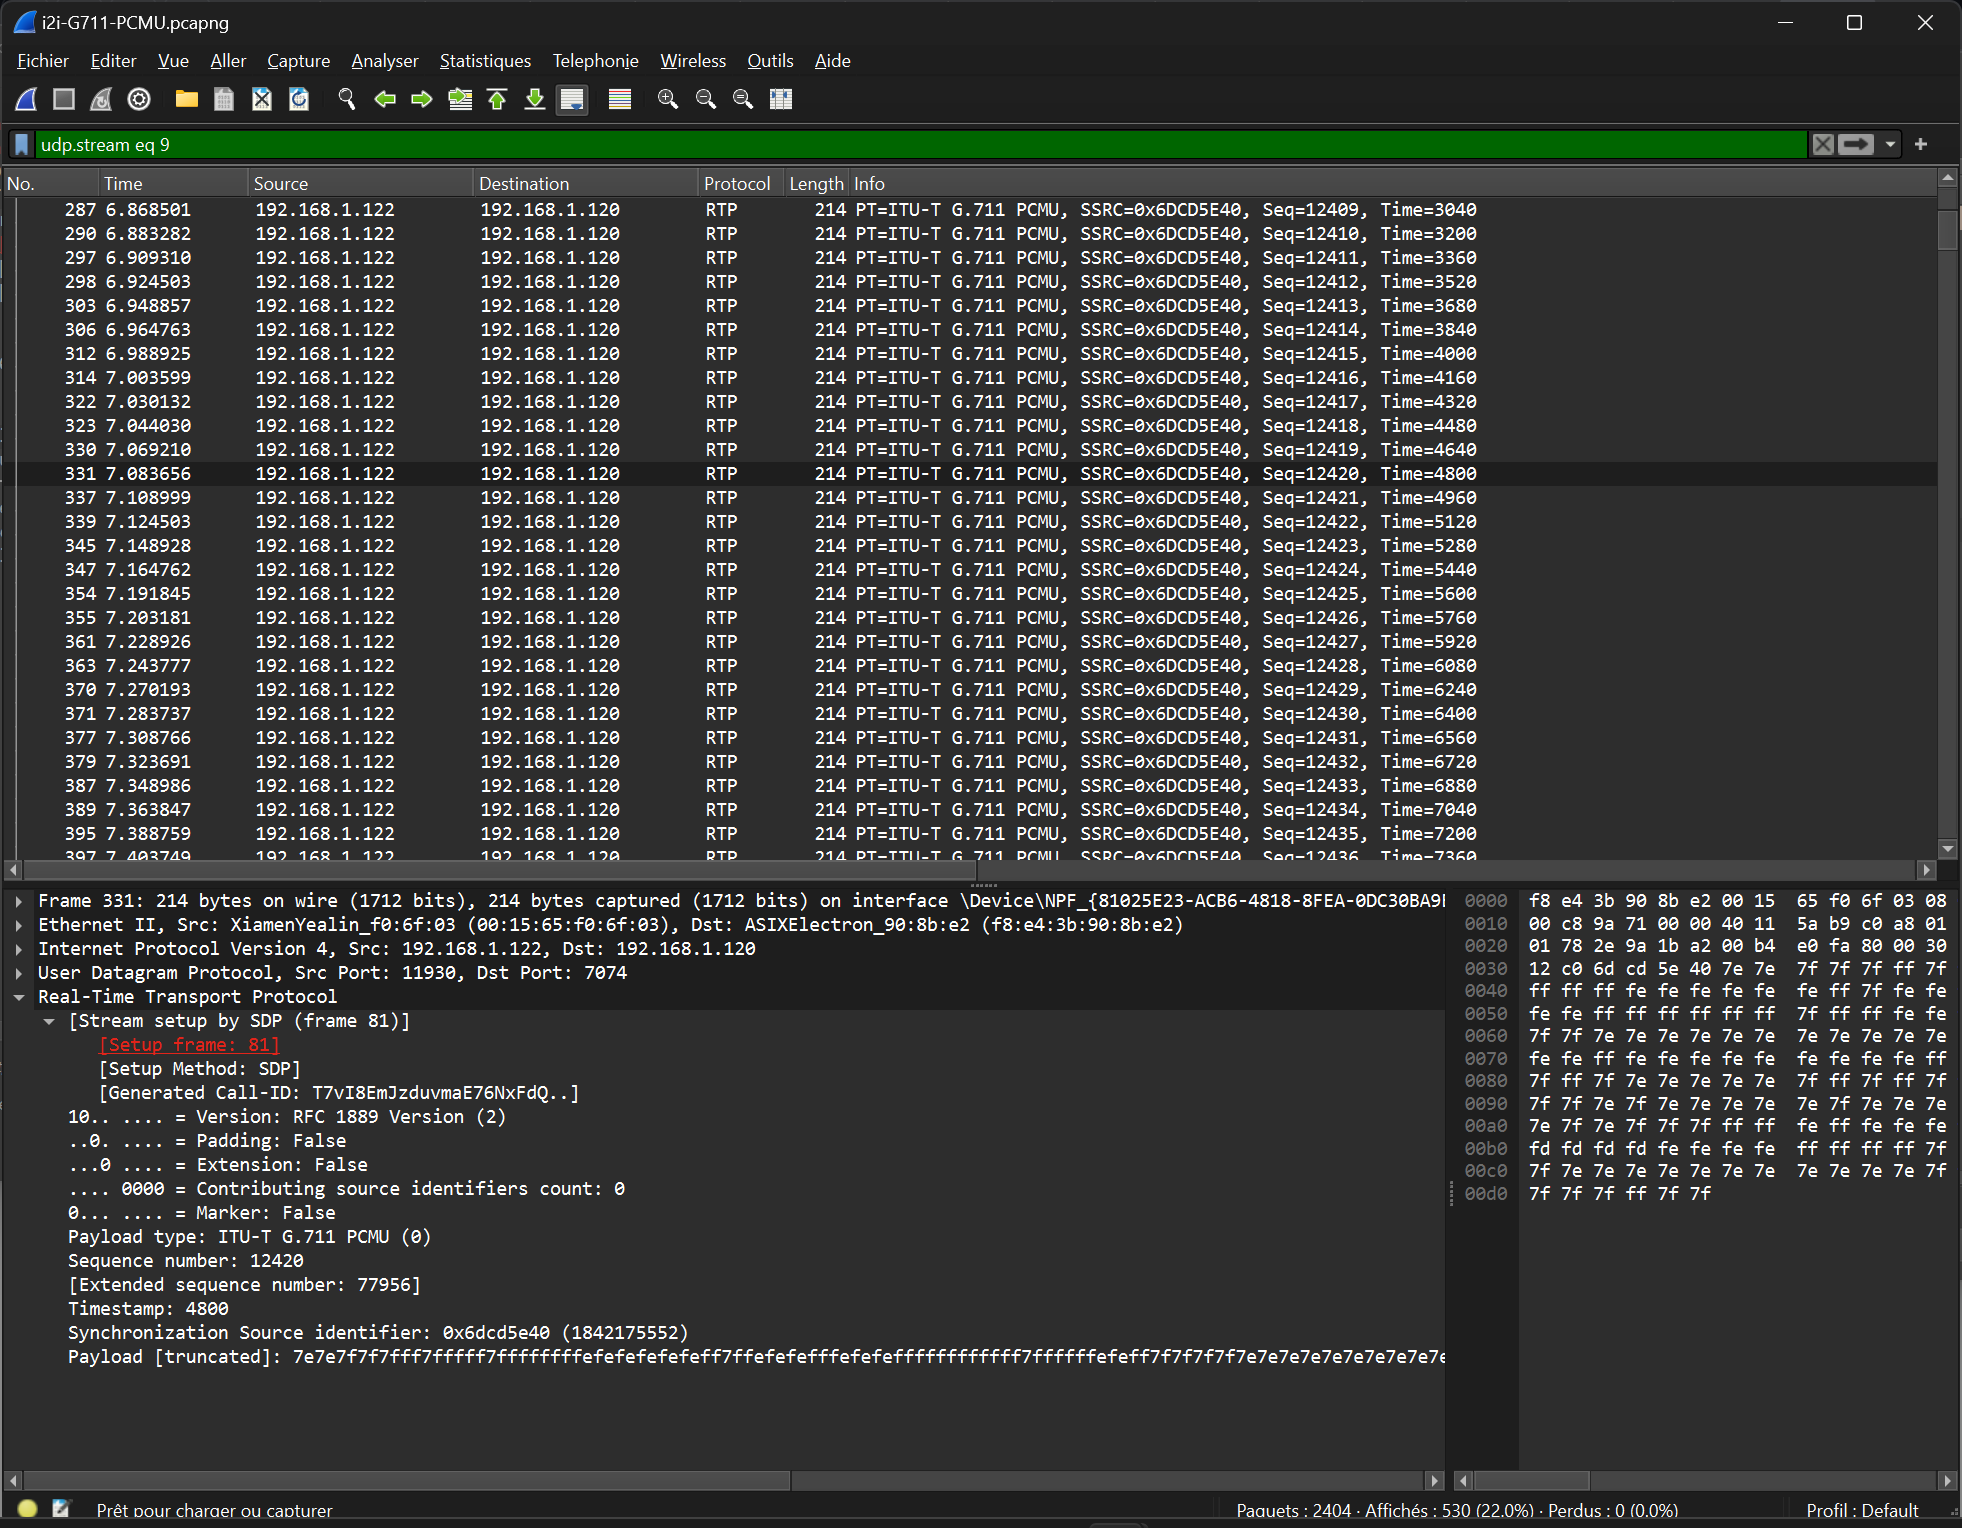 i2i-G711-PCMU.pcapng
Fichier Editer Vue Aller Capture Analyser Statistiques Telephonie Wireless Outils Aide
udp.stream eq 9
No. Time Source Destination Protocol Length Info
287 6.868501 192.168.1.122 192.168.1.120 RTP 214 PT=ITU-T G.711 PCMU, SSRC=0x6DCD5E40, Seq=12409, Time=3040
290 6.883282 192.168.1.122 192.168.1.120 RTP 214 PT=ITU-T G.711 PCMU, SSRC=0x6DCD5E40, Seq=12410, Time=3200
297 6.909310 192.168.1.122 192.168.1.120 RTP 214 PT=ITU-T G.711 PCMU, SSRC=0x6DCD5E40, Seq=12411, Time=3360
298 6.924503 192.168.1.122 192.168.1.120 RTP 214 PT=ITU-T G.711 PCMU, SSRC=0x6DCD5E40, Seq=12412, Time=3520
303 6.948857 192.168.1.122 192.168.1.120 RTP 214 PT=ITU-T G.711 PCMU, SSRC=0x6DCD5E40, Seq=12413, Time=3680
306 6.964763 192.168.1.122 192.168.1.120 RTP 214 PT=ITU-T G.711 PCMU, SSRC=0x6DCD5E40, Seq=12414, Time=3840
312 6.988925 192.168.1.122 192.168.1.120 RTP 214 PT=ITU-T G.711 PCMU, SSRC=0x6DCD5E40, Seq=12415, Time=4000
314 7.003599 192.168.1.122 192.168.1.120 RTP 214 PT=ITU-T G.711 PCMU, SSRC=0x6DCD5E40, Seq=12416, Time=4160
322 7.030132 192.168.1.122 192.168.1.120 RTP 214 PT=ITU-T G.711 PCMU, SSRC=0x6DCD5E40, Seq=12417, Time=4320
323 7.044030 192.168.1.122 192.168.1.120 RTP 214 PT=ITU-T G.711 PCMU, SSRC=0x6DCD5E40, Seq=12418, Time=4480
330 7.069210 192.168.1.122 192.168.1.120 RTP 214 PT=ITU-T G.711 PCMU, SSRC=0x6DCD5E40, Seq=12419, Time=4640
331 7.083656 192.168.1.122 192.168.1.120 RTP 214 PT=ITU-T G.711 PCMU, SSRC=0x6DCD5E40, Seq=12420, Time=4800
337 7.108999 192.168.1.122 192.168.1.120 RTP 214 PT=ITU-T G.711 PCMU, SSRC=0x6DCD5E40, Seq=12421, Time=4960
339 7.124503 192.168.1.122 192.168.1.120 RTP 214 PT=ITU-T G.711 PCMU, SSRC=0x6DCD5E40, Seq=12422, Time=5120
345 7.148928 192.168.1.122 192.168.1.120 RTP 214 PT=ITU-T G.711 PCMU, SSRC=0x6DCD5E40, Seq=12423, Time=5280
347 7.164762 192.168.1.122 192.168.1.120 RTP 214 PT=ITU-T G.711 PCMU, SSRC=0x6DCD5E40, Seq=12424, Time=5440
354 7.191845 192.168.1.122 192.168.1.120 RTP 214 PT=ITU-T G.711 PCMU, SSRC=0x6DCD5E40, Seq=12425, Time=5600
355 7.203181 192.168.1.122 192.168.1.120 RTP 214 PT=ITU-T G.711 PCMU, SSRC=0x6DCD5E40, Seq=12426, Time=5760
361 7.228926 192.168.1.122 192.168.1.120 RTP 214 PT=ITU-T G.711 PCMU, SSRC=0x6DCD5E40, Seq=12427, Time=5920
363 7.243777 192.168.1.122 192.168.1.120 RTP 214 PT=ITU-T G.711 PCMU, SSRC=0x6DCD5E40, Seq=12428, Time=6080
370 7.270193 192.168.1.122 192.168.1.120 RTP 214 PT=ITU-T G.711 PCMU, SSRC=0x6DCD5E40, Seq=12429, Time=6240
371 7.283737 192.168.1.122 192.168.1.120 RTP 214 PT=ITU-T G.711 PCMU, SSRC=0x6DCD5E40, Seq=12430, Time=6400
377 7.308766 192.168.1.122 192.168.1.120 RTP 214 PT=ITU-T G.711 PCMU, SSRC=0x6DCD5E40, Seq=12431, Time=6560
379 7.323691 192.168.1.122 192.168.1.120 RTP 214 PT=ITU-T G.711 PCMU, SSRC=0x6DCD5E40, Seq=12432, Time=6720
387 7.348986 192.168.1.122 192.168.1.120 RTP 214 PT=ITU-T G.711 PCMU, SSRC=0x6DCD5E40, Seq=12433, Time=6880
389 7.363847 192.168.1.122 192.168.1.120 RTP 214 PT=ITU-T G.711 PCMU, SSRC=0x6DCD5E40, Seq=12434, Time=7040
395 7.388759 192.168.1.122 192.168.1.120 RTP 214 PT=ITU-T G.711 PCMU, SSRC=0x6DCD5E40, Seq=12435, Time=7200
397 7.403749 192.168.1.122 192.168.1.120 RTP 214 PT=ITU-T G.711 PCMU, SSRC=0x6DCD5E40, Seq=12436, Time=7360
Frame 331: 214 bytes on wire (1712 bits), 214 bytes captured (1712 bits) on interface \Device\NPF_{81025E23-ACB6-4818-8FEA-0DC30BA9
Ethernet II, Src: XiamenYealin_f0:6f:03 (00:15:65:f0:6f:03), Dst: ASIXElectron_90:8b:e2 (f8:e4:3b:90:8b:e2)
Internet Protocol Version 4, Src: 192.168.1.122, Dst: 192.168.1.120
User Datagram Protocol, Src Port: 11930, Dst Port: 7074
Real-Time Transport Protocol
[Stream setup by SDP (frame 81)]
[Setup frame: 81]
[Setup Method: SDP]
[Generated Call-ID: T7vI8EmJzduvmaE76NxFdQ..]
10.. .... = Version: RFC 1889 Version (2)
..0. .... = Padding: False
...0 .... = Extension: False
.... 0000 = Contributing source identifiers count: 0
0... .... = Marker: False
Payload type: ITU-T G.711 PCMU (0)
Sequence number: 12420
[Extended sequence number: 77956]
Timestamp: 4800
Synchronization Source identifier: 0x6dcd5e40 (1842175552)
Payload [truncated]: 7e7e7f7f7fff7fffff7ffffffffefefefefefeff7ffefefefffefefeffffffffffff7ffffffefeff7f7f7f7f7e7e7e7e7e7e7e7e7e7e
0000 f8 e4 3b 90 8b e2 00 15 65 f0 6f 03 08
0010 00 c8 9a 71 00 00 40 11 5a b9 c0 a8 01
0020 01 78 2e 9a 1b a2 00 b4 e0 fa 80 00 30
0030 12 c0 6d cd 5e 40 7e 7e 7f 7f 7f ff 7f
0040 ff ff ff fe fe fe fe fe fe ff 7f fe fe
0050 fe fe ff ff ff ff ff ff 7f ff ff fe fe
0060 7f 7f 7e 7e 7e 7e 7e 7e 7e 7e 7e 7e 7e
0070 fe fe ff fe fe fe fe fe fe fe fe fe ff
0080 7f ff 7f 7e 7e 7e 7e 7e 7f ff 7f ff 7f
0090 7f 7f 7e 7f 7e 7e 7e 7e 7e 7f 7e 7e 7e
00a0 7e 7f 7e 7f 7f 7f ff ff fe ff fe fe fe
00b0 fd fd fd fd fe fe fe fe ff ff ff ff 7f
00c0 7f 7e 7e 7e 7e 7e 7e 7e 7e 7e 7e 7e 7f
00d0 7f 7f 7f ff 7f 7f
Prêt pour charger ou capturer
Paquets : 2404 · Affichés : 530 (22.0%) · Perdus : 0 (0.0%)
Profil : Default